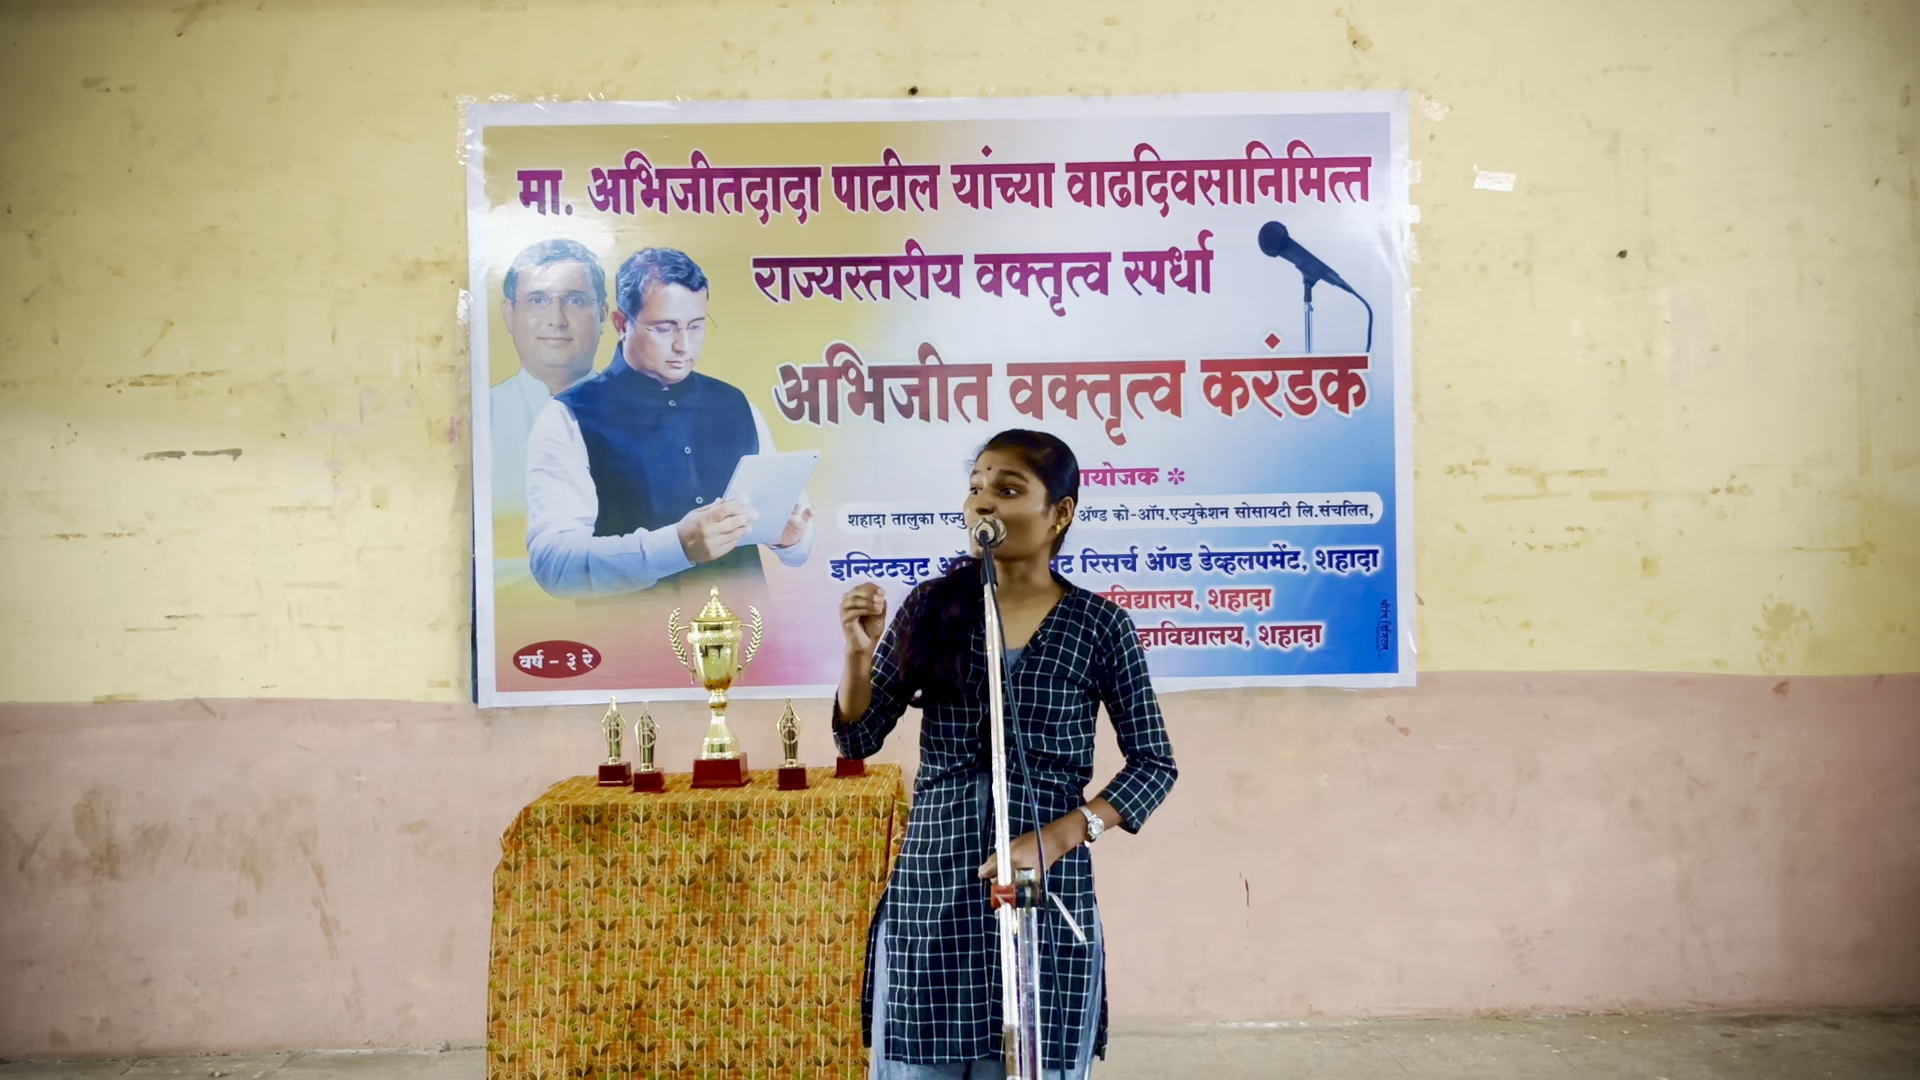 मा. अभिजीतदादा पाटील यांच्या वाढदिवसानिमित्त
राज्यस्तरीय वक्तृत्व स्पर्धा
अभिजीत वक्तृत्व करंडक
योजक ✻
शहादा तालुका एज्यु ॲण्ड को-ऑप.एज्युकेशन सोसायटी लि.संचलित,
इन्स्टिट्युट ऑ ट रिसर्च ॲण्ड डेव्हलपमेंट, शहादा
विद्यालय, शहादा
हाविद्यालय, शहादा
वर्ष - ३ रे